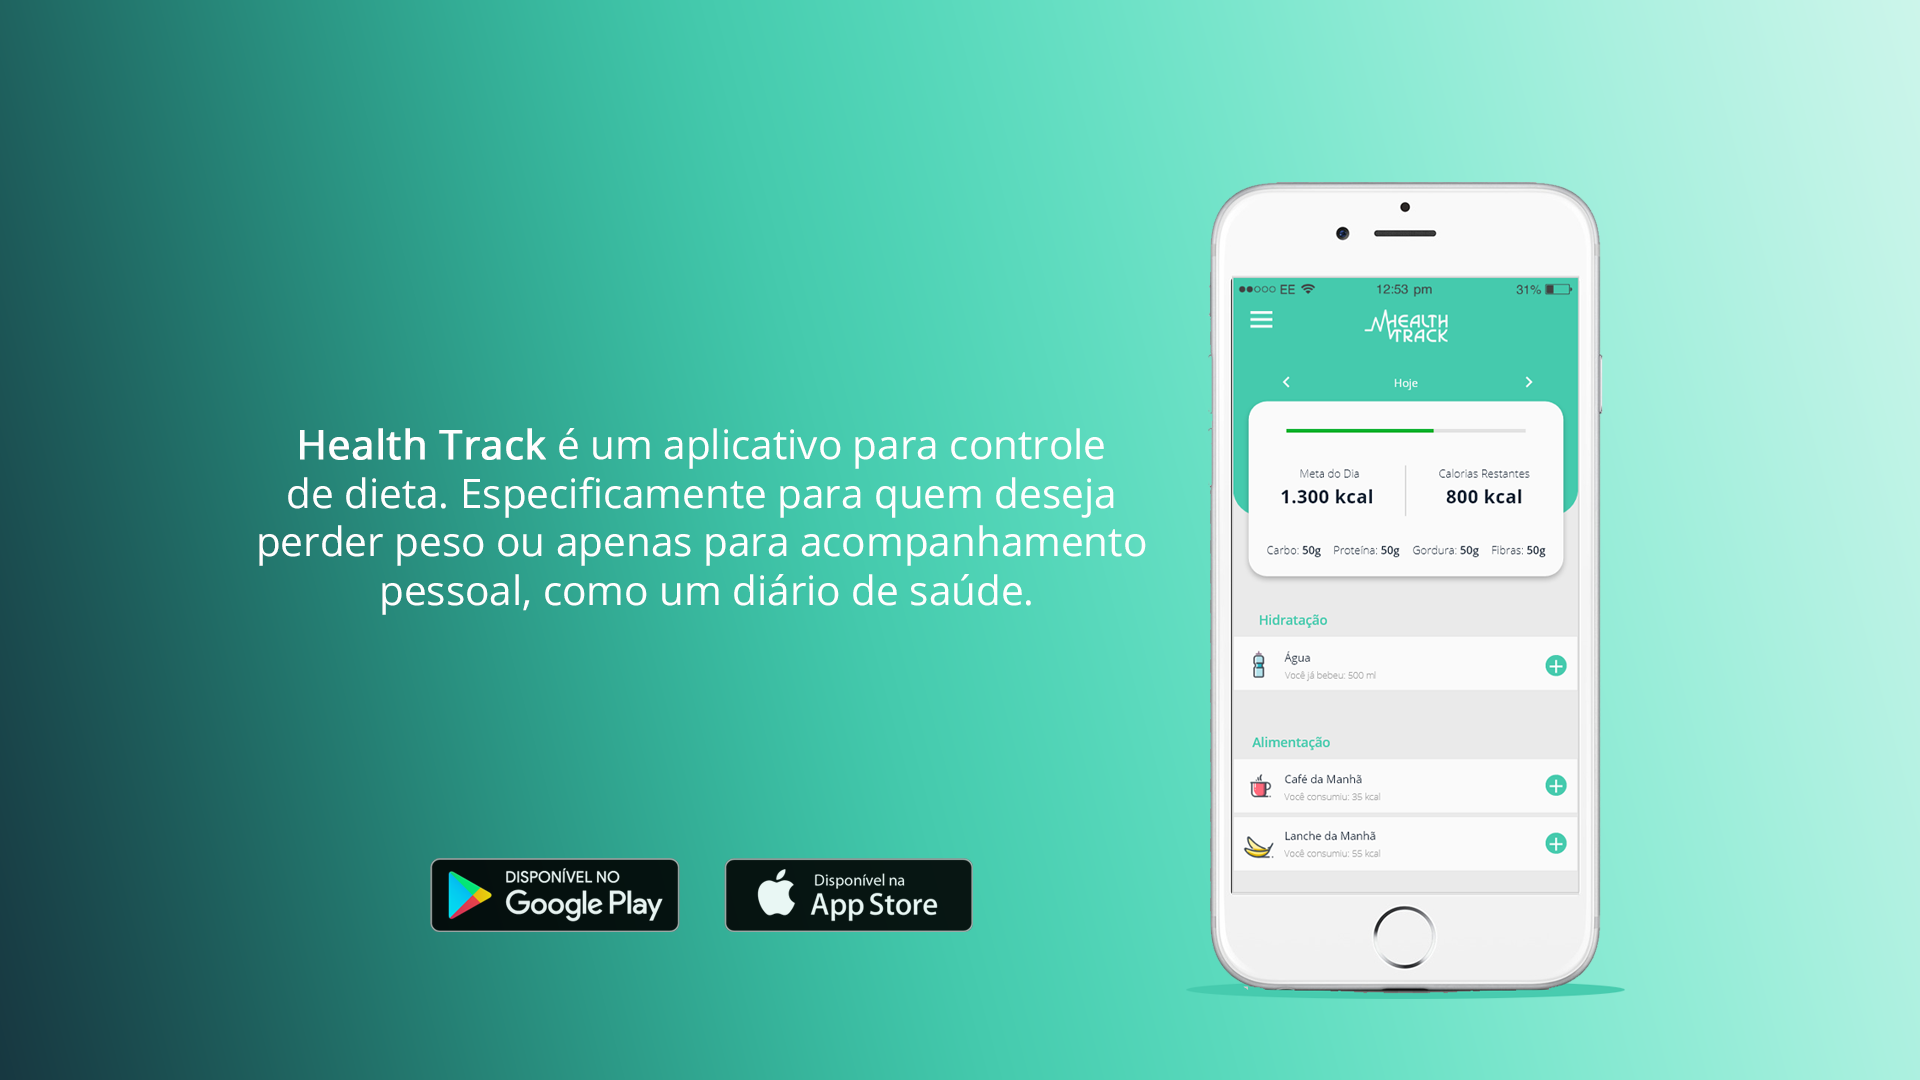 Health Track é um aplicativo para controle
de dieta. Especificamente para quem deseja
perder peso ou apenas para acompanhamento
pessoal, como um diário de saúde.
DISPONÍVEL NO
Google Play
Disponível na
App Store
EE 12:53 pm 31%
HEALTH
TRACK
Hoje
Meta do Dia
1.300 kcal
Calorias Restantes
800 kcal
Carbo: 50g Proteína: 50g Gordura: 50g Fibras: 50g
Hidratação
Água
Você já bebeu: 500 ml
Alimentação
Café da Manhã
Você consumiu: 35 kcal
Lanche da Manhã
Você consumiu: 55 kcal